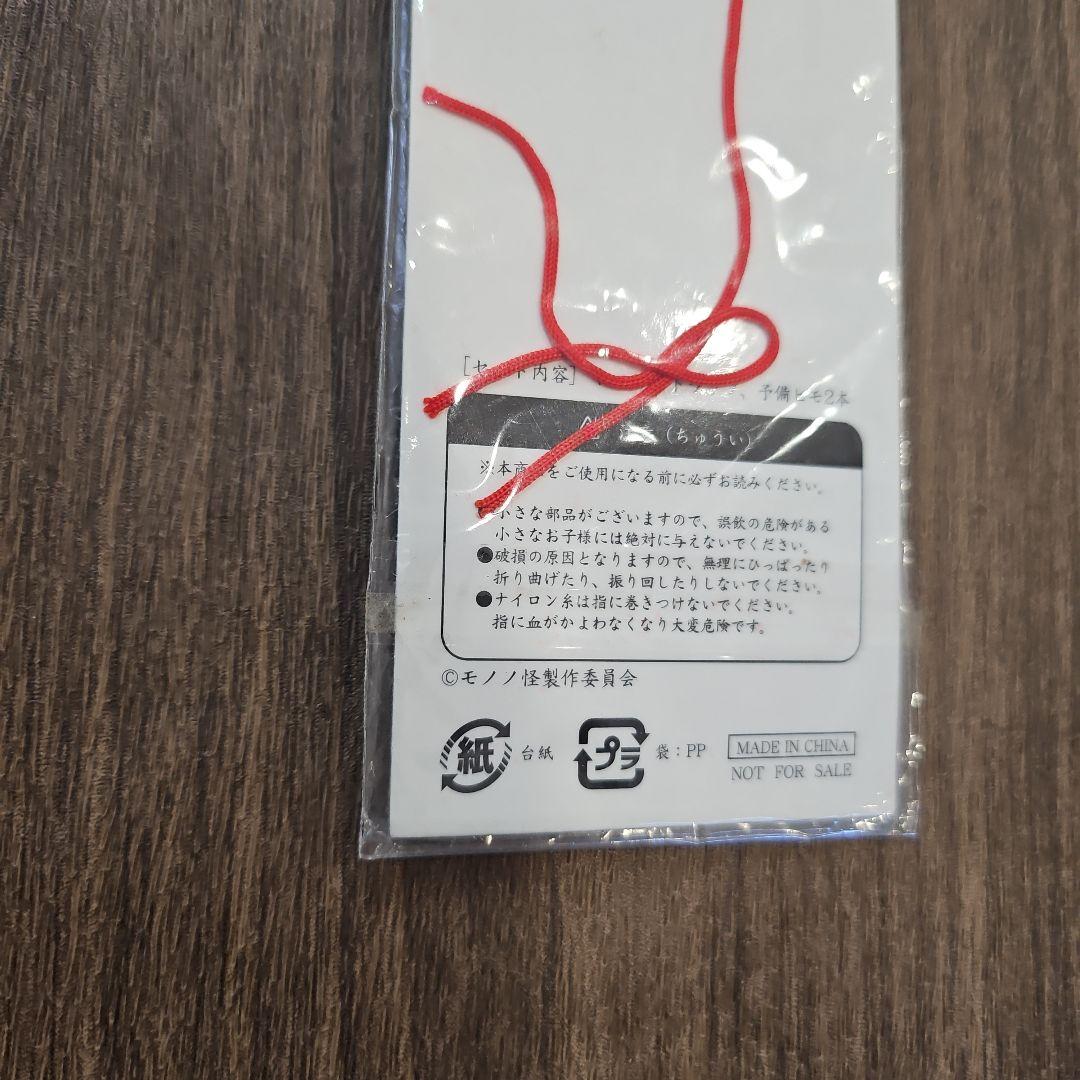 [セット内容] 、予備ヒモ2本
(ちゅうい)
※本商品をご使用になる前に必ずお読みください。
●小さな部品がございますので、誤飲の危険がある
小さなお子様には絶対に与えないでください。
●破損の原因となりますので、無理にひっぱったり
折り曲げたり、振り回したりしないでください。
●ナイロン糸は指に巻きつけないでください。
指に血がかよわなくなり大変危険です。
©モノノ怪製作委員会
紙 台紙 プラ 袋:PP MADE IN CHINA
NOT FOR SALE